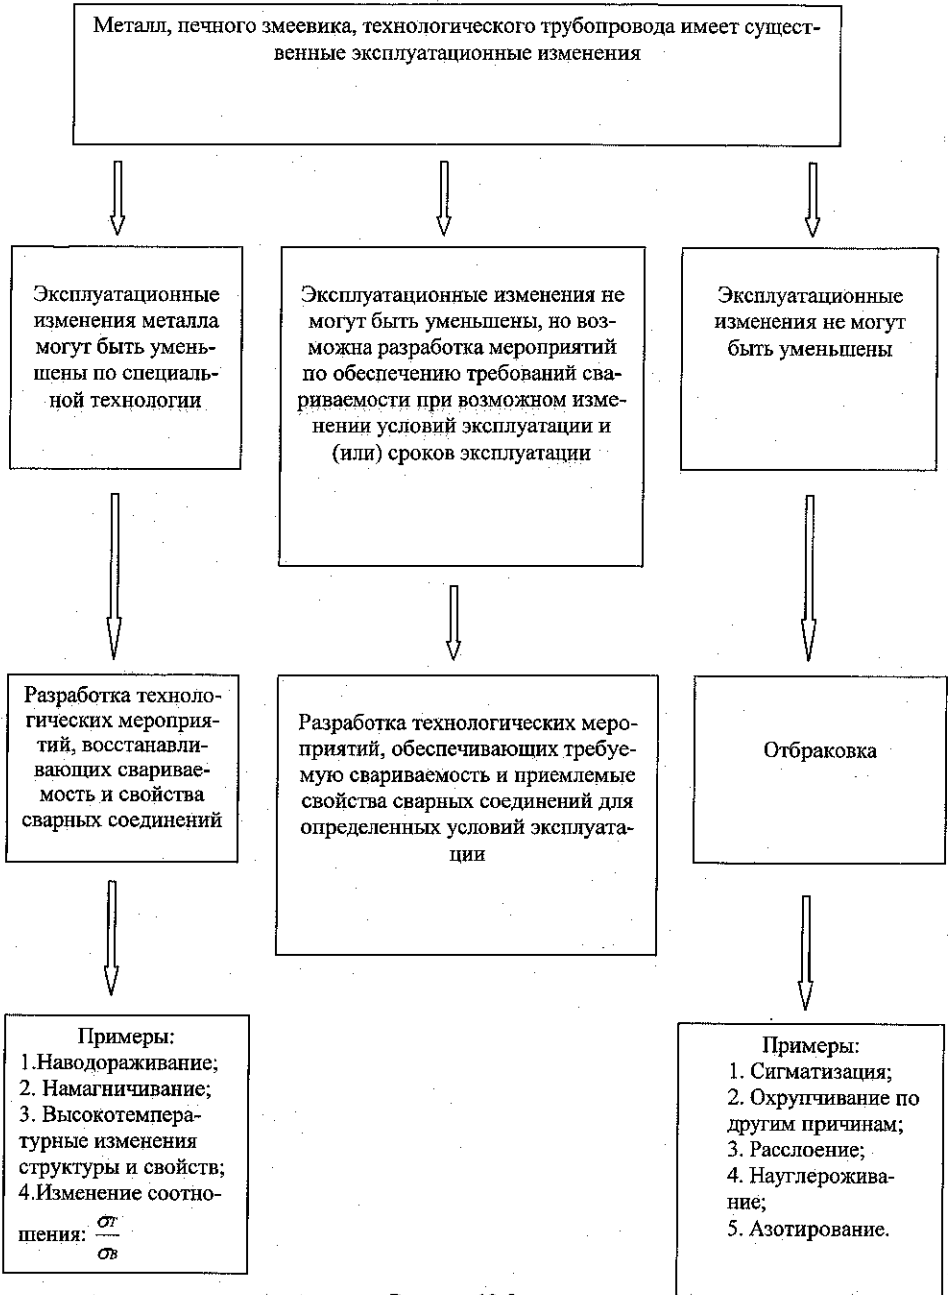 Металл, печного змеевика, технологического трубопровода имеет сущест-
венные эксплуатационные изменения
Эксплуатационные
изменения металла
могут быть умень-
шены по специаль-
ной технологии
Эксплуатационные изменения не
могут быть уменьшены, но воз-
можна разработка мероприятий
по обеспечению требований сва-
риваемости при возможном изме-
нении условий эксплуатации и
(или) сроков эксплуатации
Эксплуатационные
изменения не могут
быть уменьшены
Разработка техноло-
гических мероприя-
тий, восстанавли-
вающих свариваe-
мость и свойства
сварных соединений
Разработка технологических меро-
приятий, обеспечивающих требуе-
мую свариваемость и приемлемые
свойства сварных соединений для
определенных условий эксплуата-
ции
Отбраковка
Примеры:
1.Наводораживание;
2. Намагничивание;
3. Высокотемпера-
турные изменения
структуры и свойств;
4.Изменение соотно-
шения: σт
σв
Примеры:
1. Сигматизация;
2. Охрупчивание по
другим причинам;
3. Расслоение;
4. Науглерожива-
ние;
5. Азотирование.